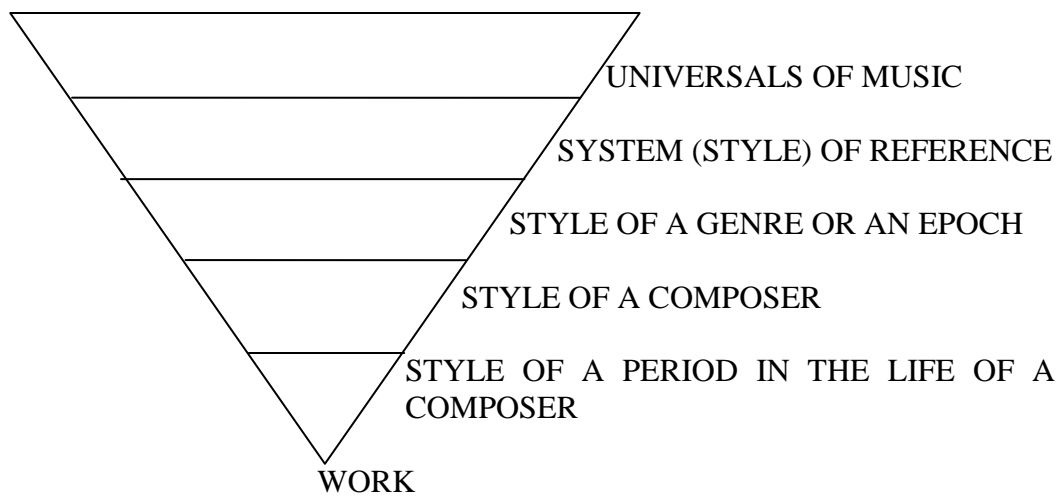 UNIVERSALS OF MUSIC
SYSTEM (STYLE) OF REFERENCE
STYLE OF A GENRE OR AN EPOCH
STYLE OF A COMPOSER
STYLE OF A PERIOD IN THE LIFE OF A
COMPOSER
WORK